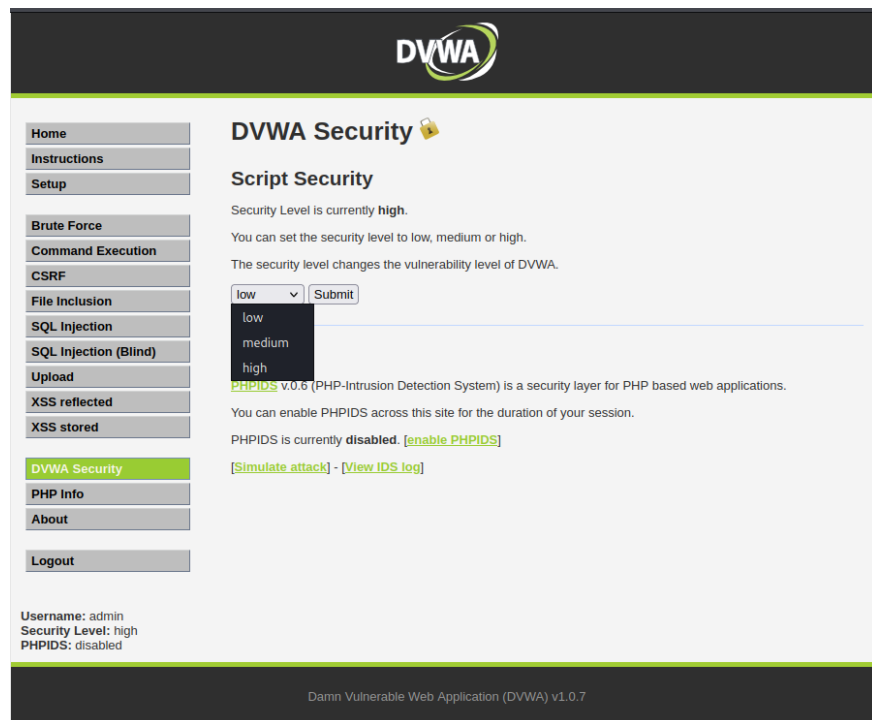 DVWA
Home
Instructions
Setup
Brute Force
Command Execution
CSRF
File Inclusion
SQL Injection
SQL Injection (Blind)
Upload
XSS reflected
XSS stored
DVWA Security
PHP Info
About
Logout
Username: admin
Security Level: high
PHPIDS: disabled
DVWA Security
Script Security
Security Level is currently high.
You can set the security level to low, medium or high.
The security level changes the vulnerability level of DVWA.
low Submit
low
medium
high
PHPIDS v.0.6 (PHP-Intrusion Detection System) is a security layer for PHP based web applications.
You can enable PHPIDS across this site for the duration of your session.
PHPIDS is currently disabled. [enable PHPIDS]
[Simulate attack] - [View IDS log]
Damn Vulnerable Web Application (DVWA) v1.0.7